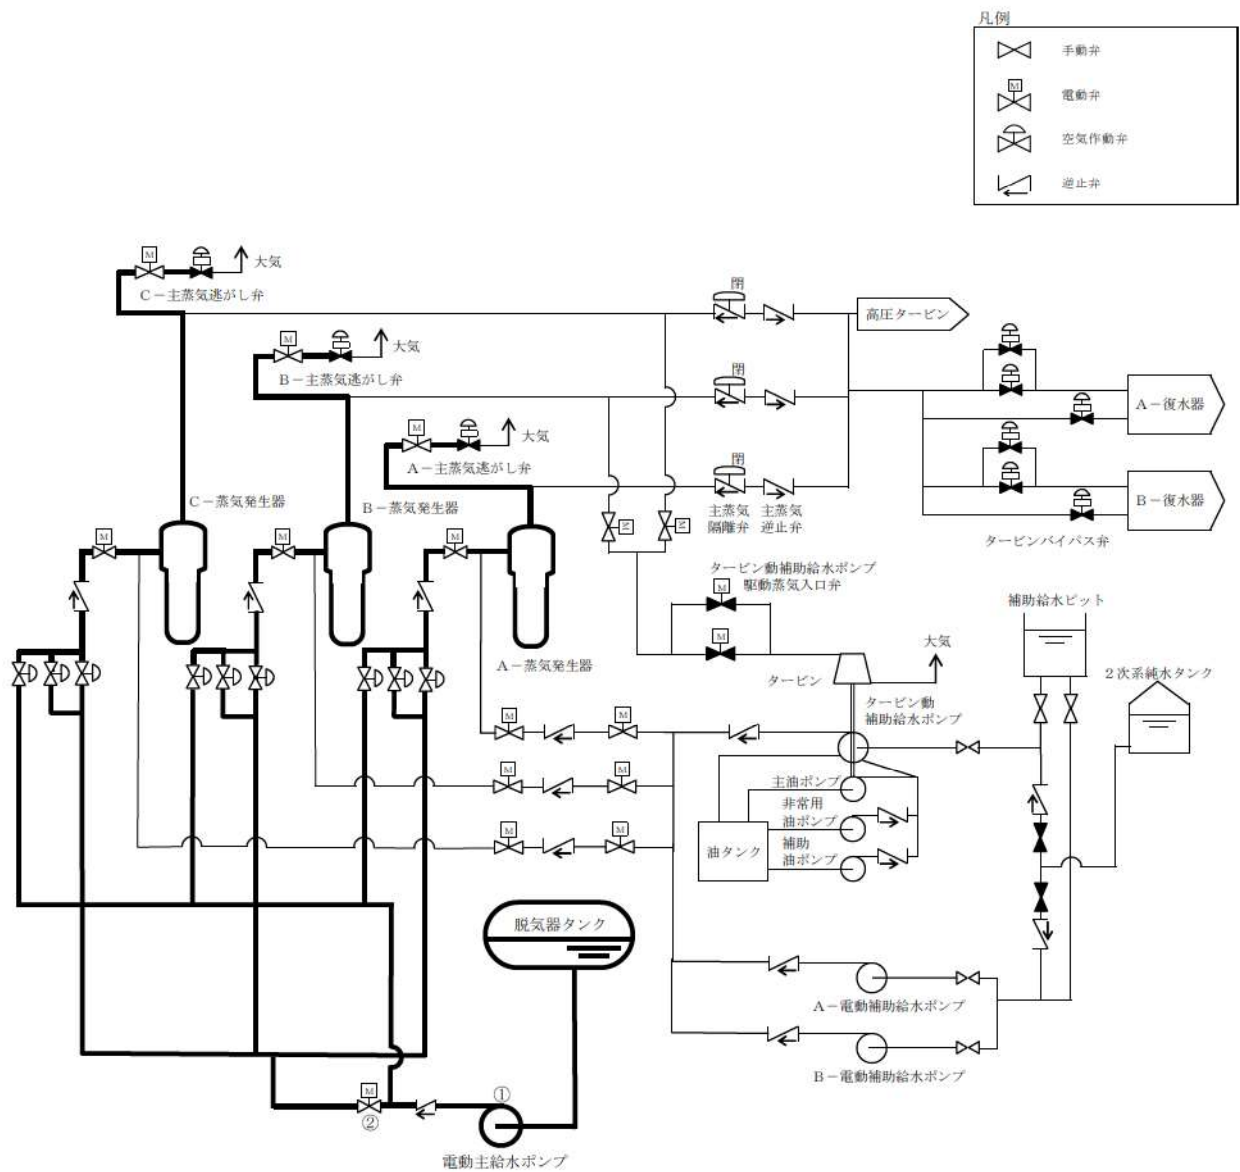 凡例
手動弁
M
電動弁
空気作動弁
逆止弁
M
大気
C－主蒸気逃がし弁
閉
高圧タービン
M
大気
B－主蒸気逃がし弁
閉
A－復水器
M
大気
A－主蒸気逃がし弁
閉
C－蒸気発生器
B－蒸気発生器
主蒸気
隔離弁
主蒸気
逆止弁
B－復水器
M
M
タービンバイパス弁
M
M
M
タービン動補助給水ポンプ
駆動蒸気入口弁
M
M
補助給水ピット
A－蒸気発生器
大気
タービン
2次系純水タンク
タービン動
補助給水ポンプ
M
M
主油ポンプ
M
M
非常用
油ポンプ
M
M
油タンク
補助
油ポンプ
脱気器タンク
A－電動補助給水ポンプ
B－電動補助給水ポンプ
M
①
②
電動主給水ポンプ